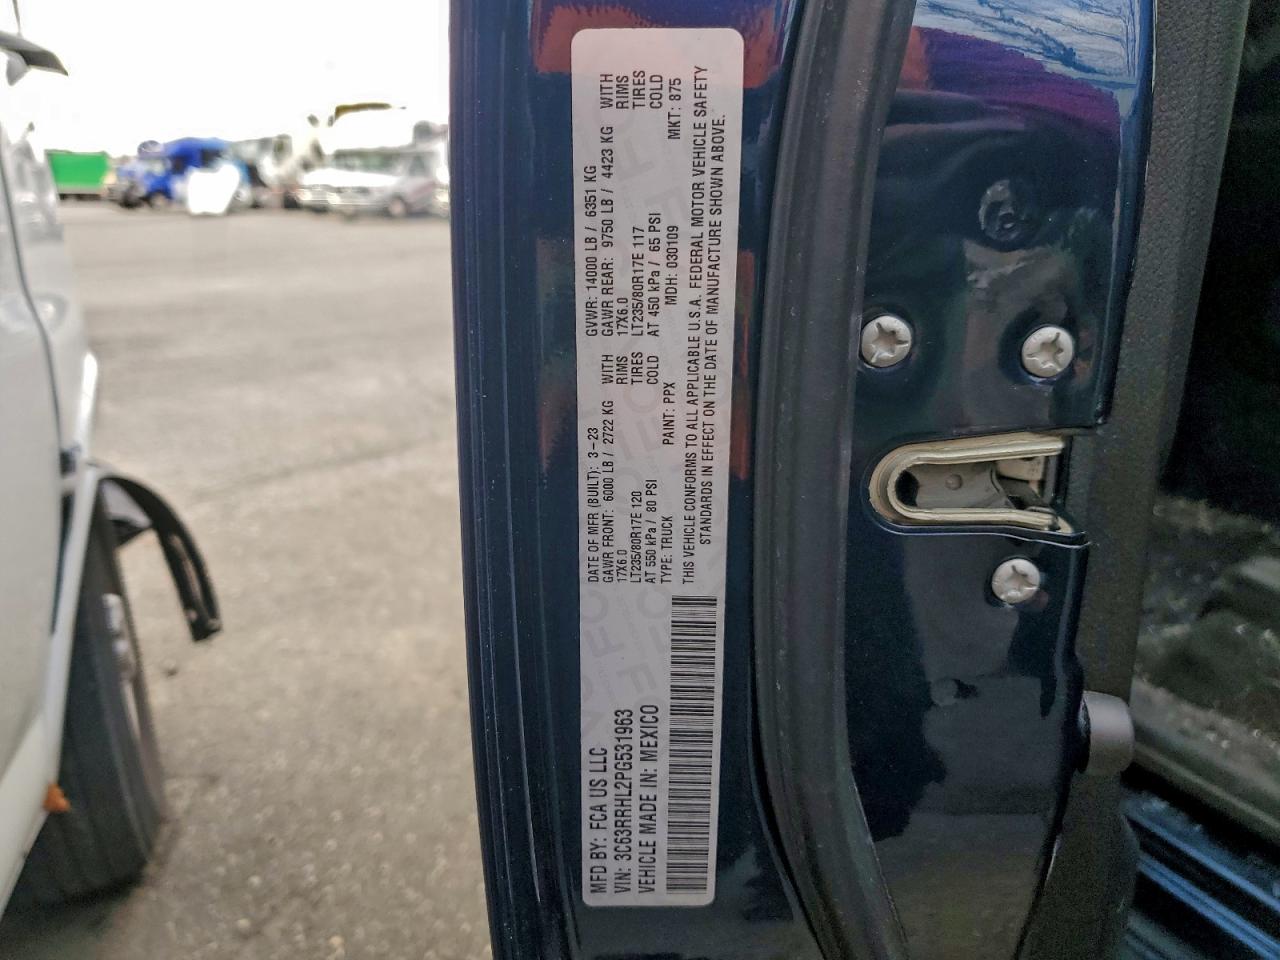 MFD BY: FCA US LLC
VIN: 3C63RRHL2PG531963
VEHICLE MADE IN: MEXICO
DATE OF MFR (BUILT): 3-23 GVWR: 14000 LB / 6351 KG
GAWR FRONT: 6000 LB / 2722 KG WITH GAWR REAR: 9750 LB / 4423 KG WITH
17X6.0 RIMS 17X6.0 RIMS
LT235/80R17E 120 TIRES LT235/80R17E 117 TIRES
AT 550 kPa / 80 PSI COLD AT 450 kPa / 65 PSI COLD
TYPE: TRUCK PAINT: PPX MDH: 030109 MKT: 875
THIS VEHICLE CONFORMS TO ALL APPLICABLE U.S.A. FEDERAL MOTOR VEHICLE SAFETY
STANDARDS IN EFFECT ON THE DATE OF MANUFACTURE SHOWN ABOVE.